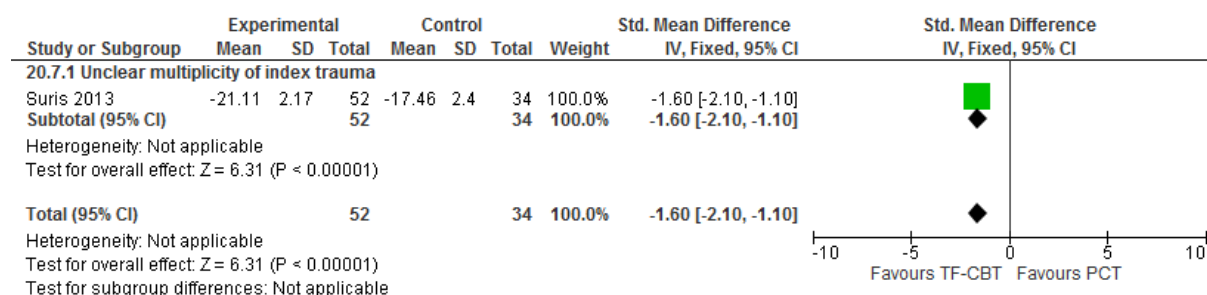 Experimental Control Std. Mean Difference Std. Mean Difference
Study or Subgroup Mean SD Total Mean SD Total Weight IV, Fixed, 95% CI IV, Fixed, 95% CI
20.7.1 Unclear multiplicity of index trauma
Suris 2013 -21.11 2.17 52 -17.46 2.4 34 100.0% -1.60 [-2.10, -1.10]
Subtotal (95% CI) 52 34 100.0% -1.60 [-2.10, -1.10]
Heterogeneity: Not applicable
Test for overall effect: Z = 6.31 (P < 0.00001)
Total (95% CI) 52 34 100.0% -1.60 [-2.10, -1.10]
Heterogeneity: Not applicable
Test for overall effect: Z = 6.31 (P < 0.00001)
Test for subgroup differences: Not applicable
-10 -5 0 5 10
Favours TF-CBT Favours PCT